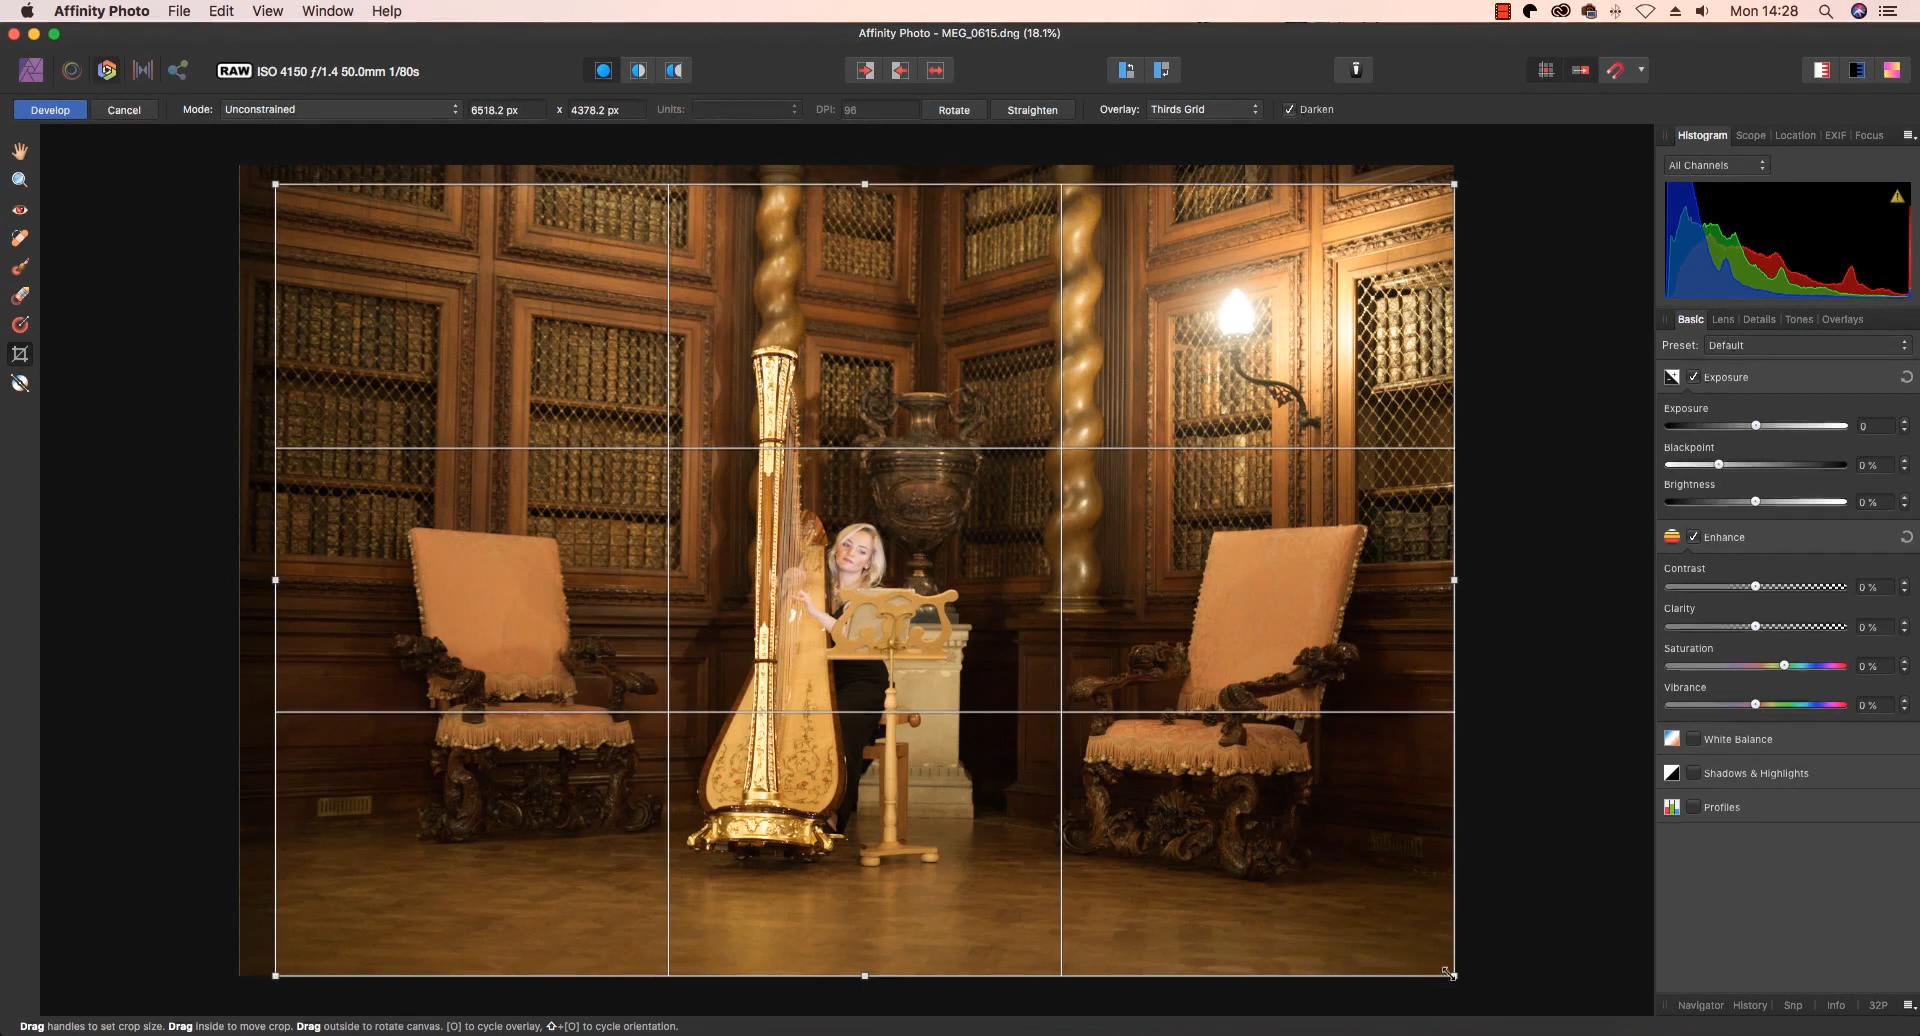 Affinity Photo File Edit View Window Help Mon 14:28
Affinity Photo - MEG_0615.dng (18.1%)
RAW ISO 4150 ƒ/1.4 50.0mm 1/80s
Develop Cancel Mode: Unconstrained 6518.2 px x 4378.2 px Units: DPI: 96 Rotate Straighten Overlay: Thirds Grid Darken
Histogram Scope Location EXIF Focus
All Channels
Basic Lens Details Tones Overlays
Preset: Default
Exposure
Exposure
0
Blackpoint
0 %
Brightness
0 %
Enhance
Contrast
0 %
Clarity
0 %
Saturation
0 %
Vibrance
0 %
White Balance
Shadows & Highlights
Profiles
Navigator History Snp Info 32P
Drag handles to set crop size. Drag inside to move crop. Drag outside to rotate canvas. [O] to cycle overlay, ⇧+[O] to cycle orientation.